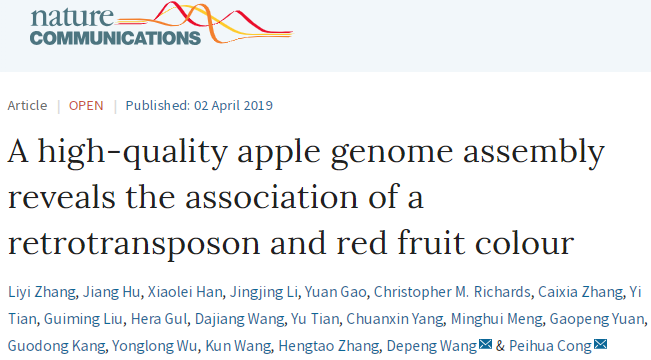 nature
COMMUNICATIONS
Article | OPEN | Published: 02 April 2019
A high-quality apple genome assembly
reveals the association of a
retrotransposon and red fruit colour
Liyi Zhang, Jiang Hu, Xiaolei Han, Jingjing Li, Yuan Gao, Christopher M. Richards, Caixia Zhang, Yi
Tian, Guiming Liu, Hera Gul, Dajiang Wang, Yu Tian, Chuanxin Yang, Minghui Meng, Gaopeng Yuan,
Guodong Kang, Yonglong Wu, Kun Wang, Hengtao Zhang, Depeng Wang & Peihua Cong